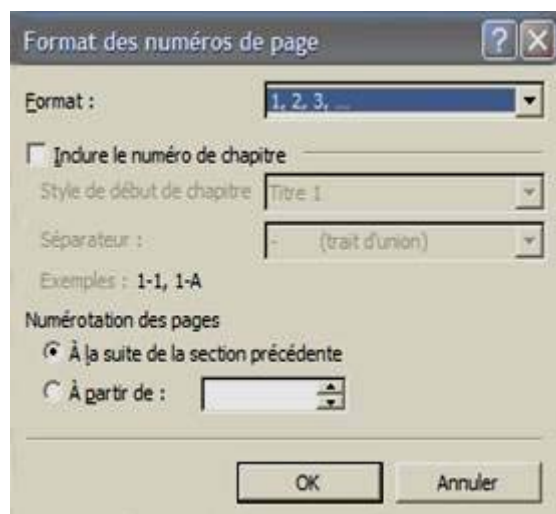 Format des numéros de page
Format : 1, 2, 3, ...
Inclure le numéro de chapitre
Style de début de chapitre Titre 1
Séparateur : - (trait d'union)
Exemples : 1-1, 1-A
Numérotation des pages
À la suite de la section précédente
À partir de :
OK Annuler